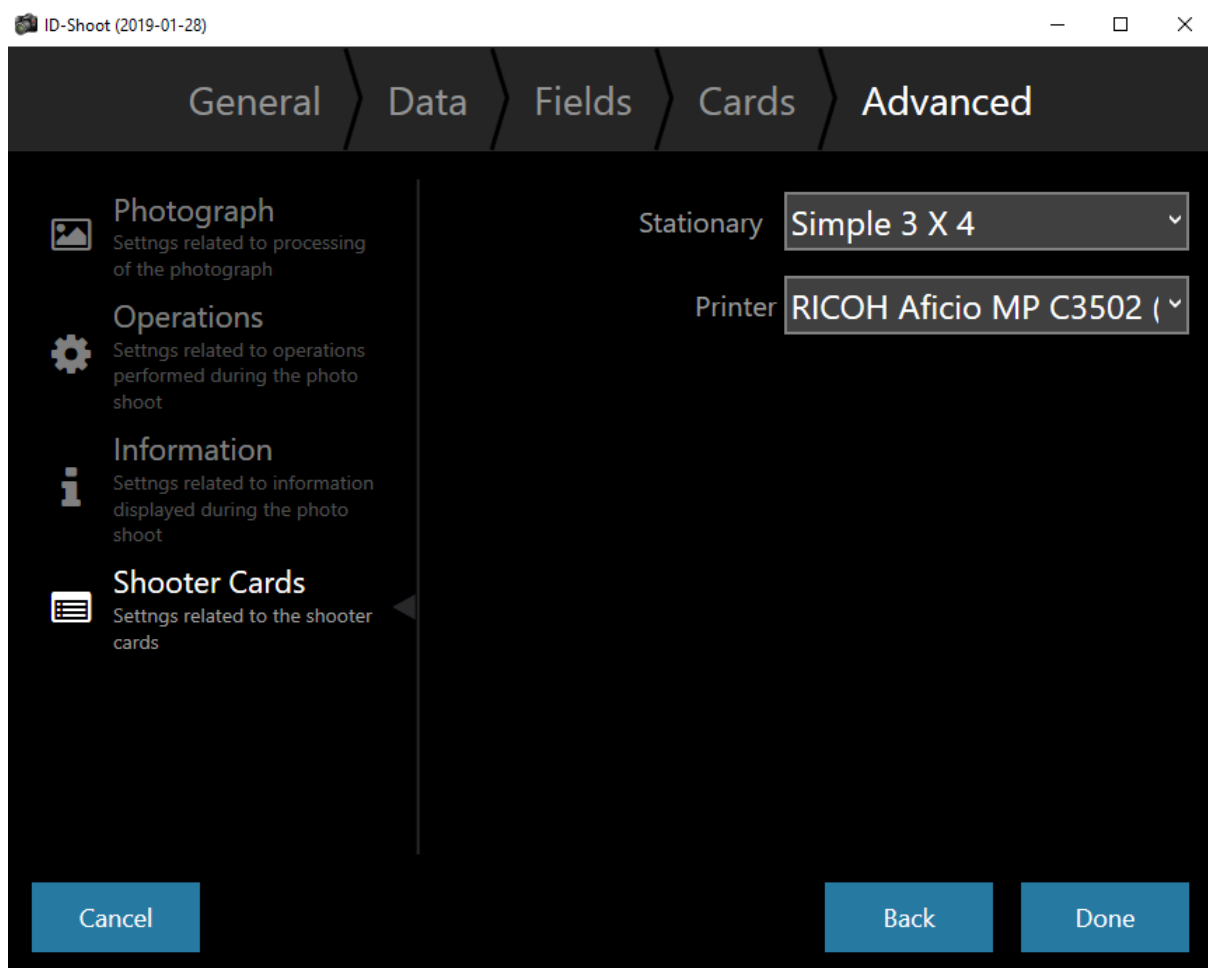 ID-Shoot (2019-01-28)
General Data Fields Cards Advanced
Photograph
Settngs related to processing
of the photograph
Operations
Settngs related to operations
performed during the photo
shoot
Information
Settngs related to information
displayed during the photo
shoot
Shooter Cards
Settngs related to the shooter
cards
Stationary Simple 3 X 4
Printer RICOH Aficio MP C3502 (
Cancel Back Done